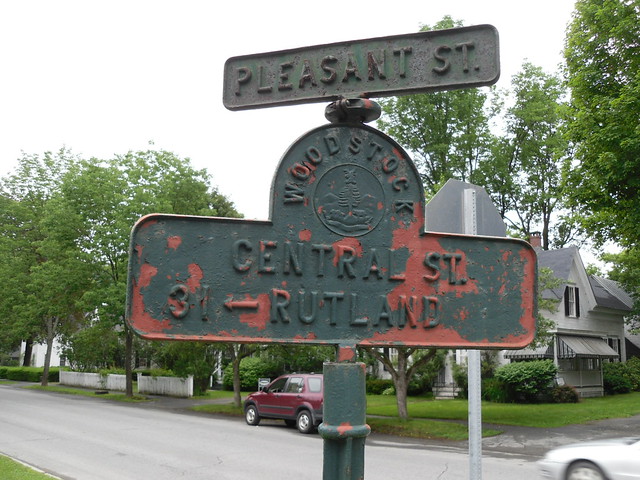 PLEASANT ST.
WOODSTOCK
CENTRAL ST.
31 ← RUTLAND